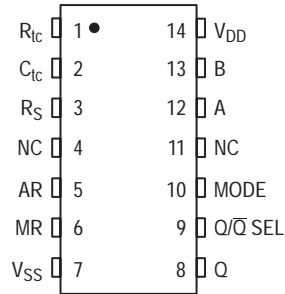 Rtc 1 14 VDD
Ctc 2 13 B
RS 3 12 A
NC 4 11 NC
AR 5 10 MODE
MR 6 9 Q/Q̅ SEL
VSS 7 8 Q